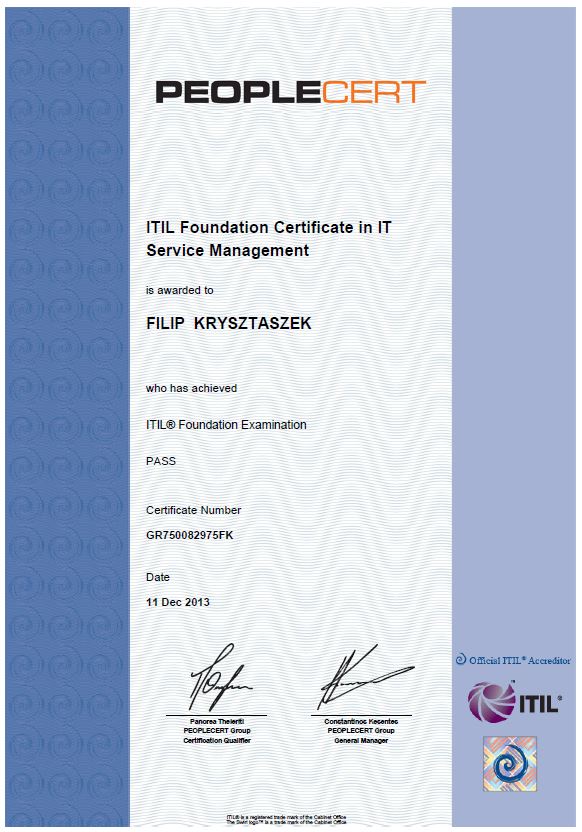 PEOPLECERT
ITIL Foundation Certificate in IT
Service Management
is awarded to
FILIP KRYSZTASZEK
who has achieved
ITIL® Foundation Examination
PASS
Certificate Number
GR750082975FK
Date
11 Dec 2013
Panorea Theleriti
PEOPLECERT Group
Certification Qualifier
Constantinos Kesentes
PEOPLECERT Group
General Manager
Official ITIL® Accreditor
ITIL®
ITIL® is a registered trade mark of the Cabinet Office
The Swirl logo™ is a trade mark of the Cabinet Office